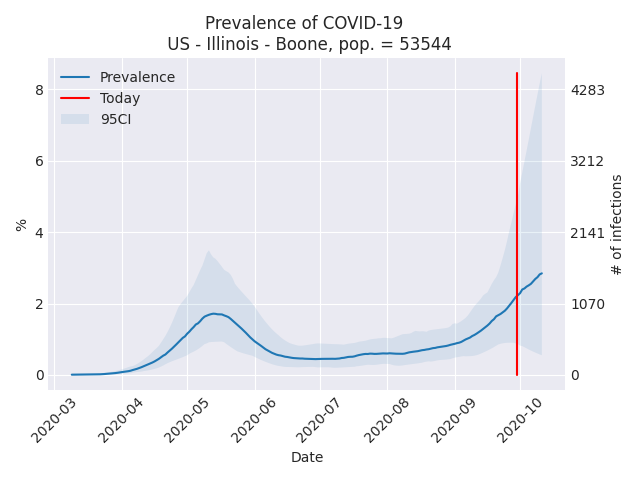 Prevalence of COVID-19
US - Illinois - Boone, pop. = 53544
Prevalence
Today
95CI
8
6
4
2
0
%
4283
3212
2141
1070
0
# of infections
2020-03
2020-04
2020-05
2020-06
2020-07
2020-08
2020-09
2020-10
Date